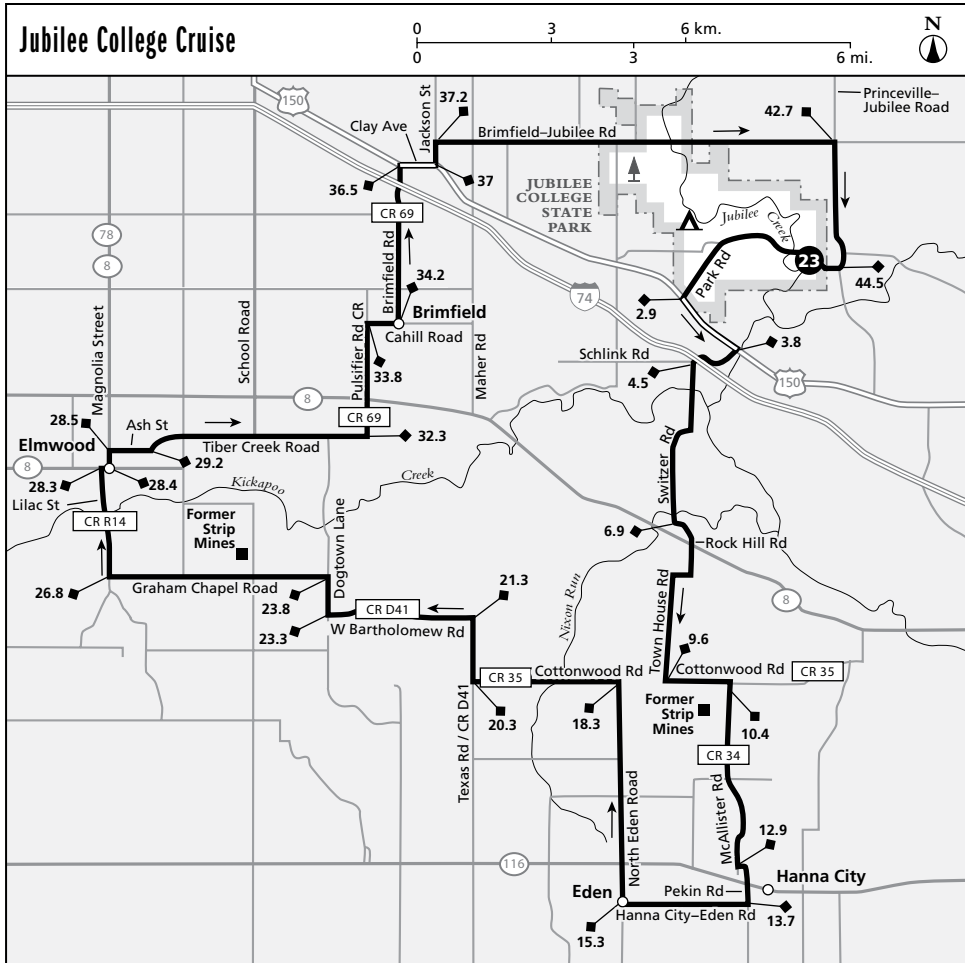 Jubilee College Cruise
0
3
6 km.
0
3
6 mi.
N
150
Jackson St
37.2
42.7
Princeville–
Jubilee Road
Clay Ave
Brimfield–Jubilee Rd
36.5
37
JUBILEE
COLLEGE
STATE
PARK
Jubilee
Creek
CR 69
78
8
Brimfield Rd
34.2
Park Rd
23
44.5
74
2.9
Magnolia Street
School Road
Pulsifier Rd CR
Brimfield
Cahill Road
Maher Rd
3.8
Schlink Rd
33.8
4.5
150
8
28.5
Ash St
CR 69
Elmwood
Tiber Creek Road
32.3
Switzer Rd
8
29.2
28.3
28.4
Kickapoo
Creek
Lilac St
Former
Strip
Mines
Dogtown Lane
CR R14
6.9
Rock Hill Rd
26.8
Graham Chapel Road
23.8
21.3
Nixon Run
Town House Rd
8
CR D41
23.3
W Bartholomew Rd
9.6
CR 35
Cottonwood Rd
Cottonwood Rd
CR 35
Texas Rd / CR D41
20.3
18.3
Former
Strip
Mines
10.4
CR 34
North Eden Road
McAllister Rd
12.9
116
Hanna City
Eden
Pekin Rd
Hanna City–Eden Rd
15.3
13.7